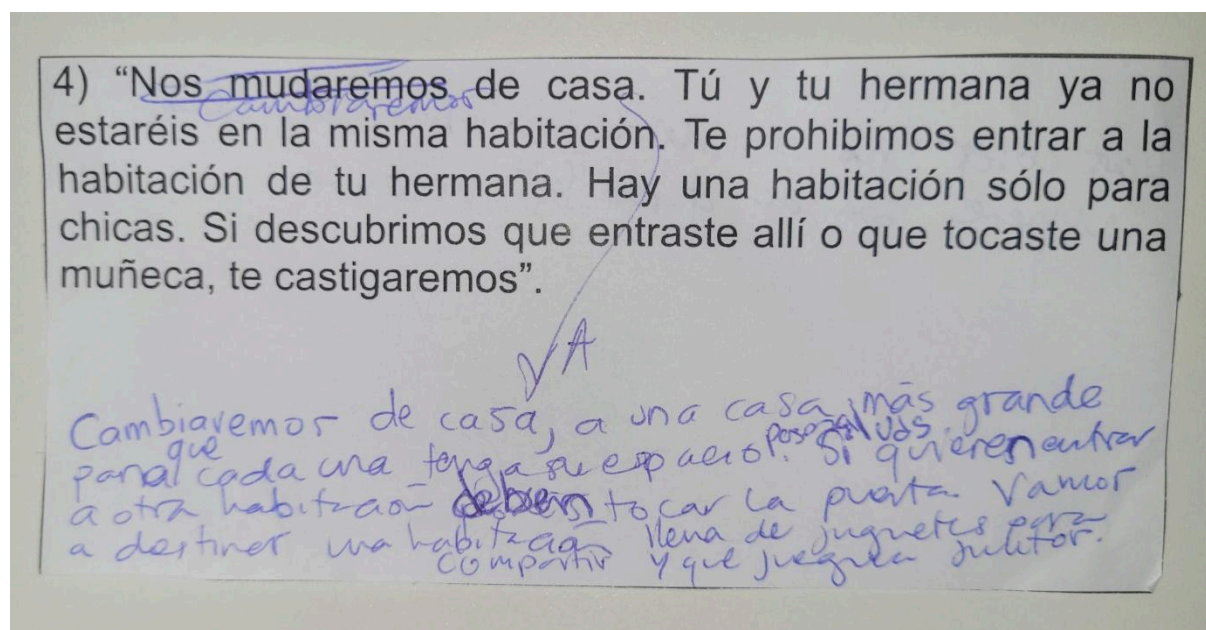 4) “Nos mudaremos de casa. Tú y tu hermana ya no
Cambiaremos
estaréis en la misma habitación. Te prohibimos entrar a la
habitación de tu hermana. Hay una habitación sólo para
chicas. Si descubrimos que entraste allí o que tocaste una
muñeca, te castigaremos”.
A
Cambiaremos de casa, a una casa más grande
que
para cada una tenga su espacio. Si quieren entrar
a otra habitación deben tocar la puerta. Vamos
a destinar una habitación llena de juguetes para
compartir y que jueguen juntos.